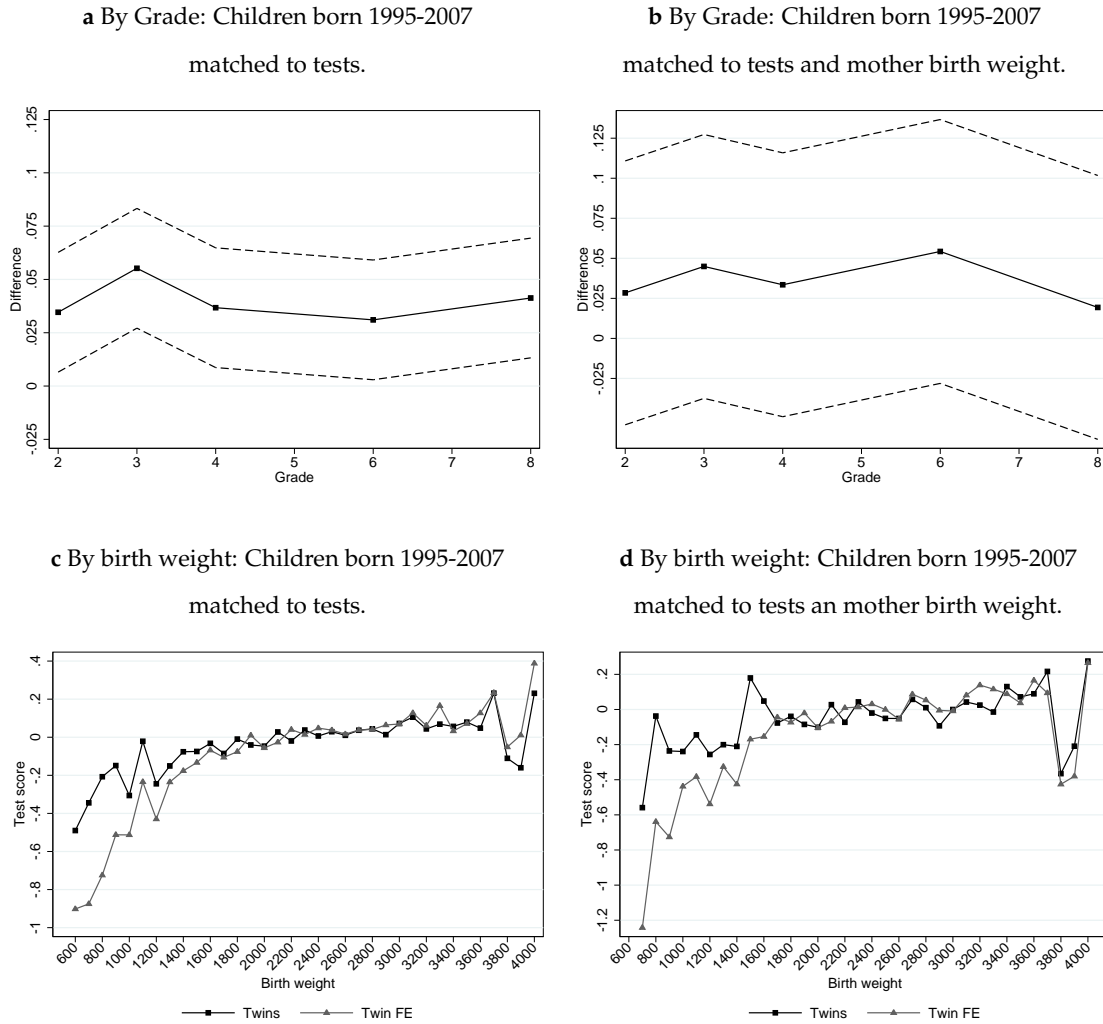 a By Grade: Children born 1995-2007
matched to tests.
b By Grade: Children born 1995-2007
matched to tests and mother birth weight.
Difference
.125
.1
.075
.05
.025
0
-.025
2 3 4 5 6 7 8
Grade
Difference
.125
.1
.075
.05
.025
0
-.025
2 3 4 5 6 7 8
Grade
c By birth weight: Children born 1995-2007
matched to tests.
d By birth weight: Children born 1995-2007
matched to tests an mother birth weight.
Test score
.4
.2
0
-.2
-.4
-.6
-.8
-1
600 800 1000 1200 1400 1600 1800 2000 2200 2400 2600 2800 3000 3200 3400 3600 3800 4000
Birth weight
Twins Twin FE
Test score
.2
0
-.2
-.4
-.6
-.8
-1
-1.2
600 800 1000 1200 1400 1600 1800 2000 2200 2400 2600 2800 3000 3200 3400 3600 3800 4000
Birth weight
Twins Twin FE